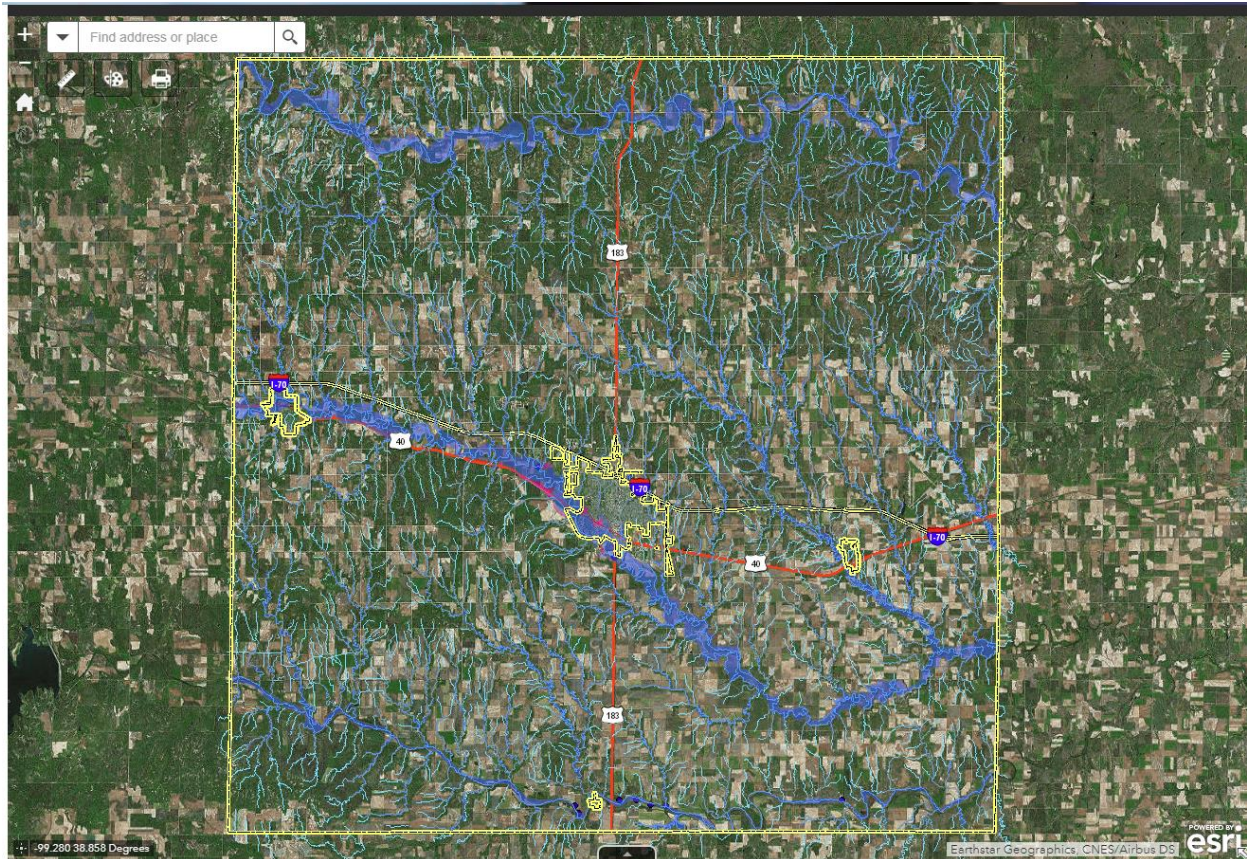 +
Find address or place
183
I-70
40
I-70
I-70
40
183
-99.280 38.858 Degrees
Earthstar Geographics, CNES/Airbus DS
POWERED BY
esri